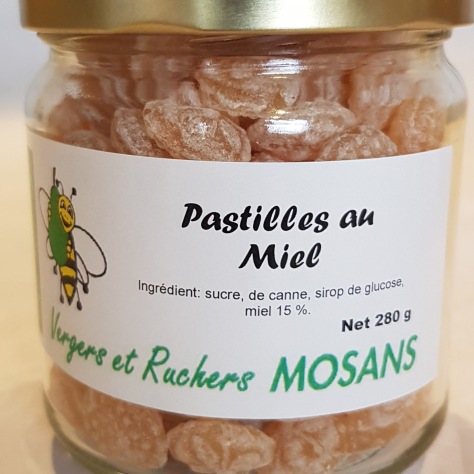 Pastilles au
Miel
Ingrédient: sucre, de canne, sirop de glucose,
miel 15 %.
Net 280 g
Vergers et Ruchers MOSANS